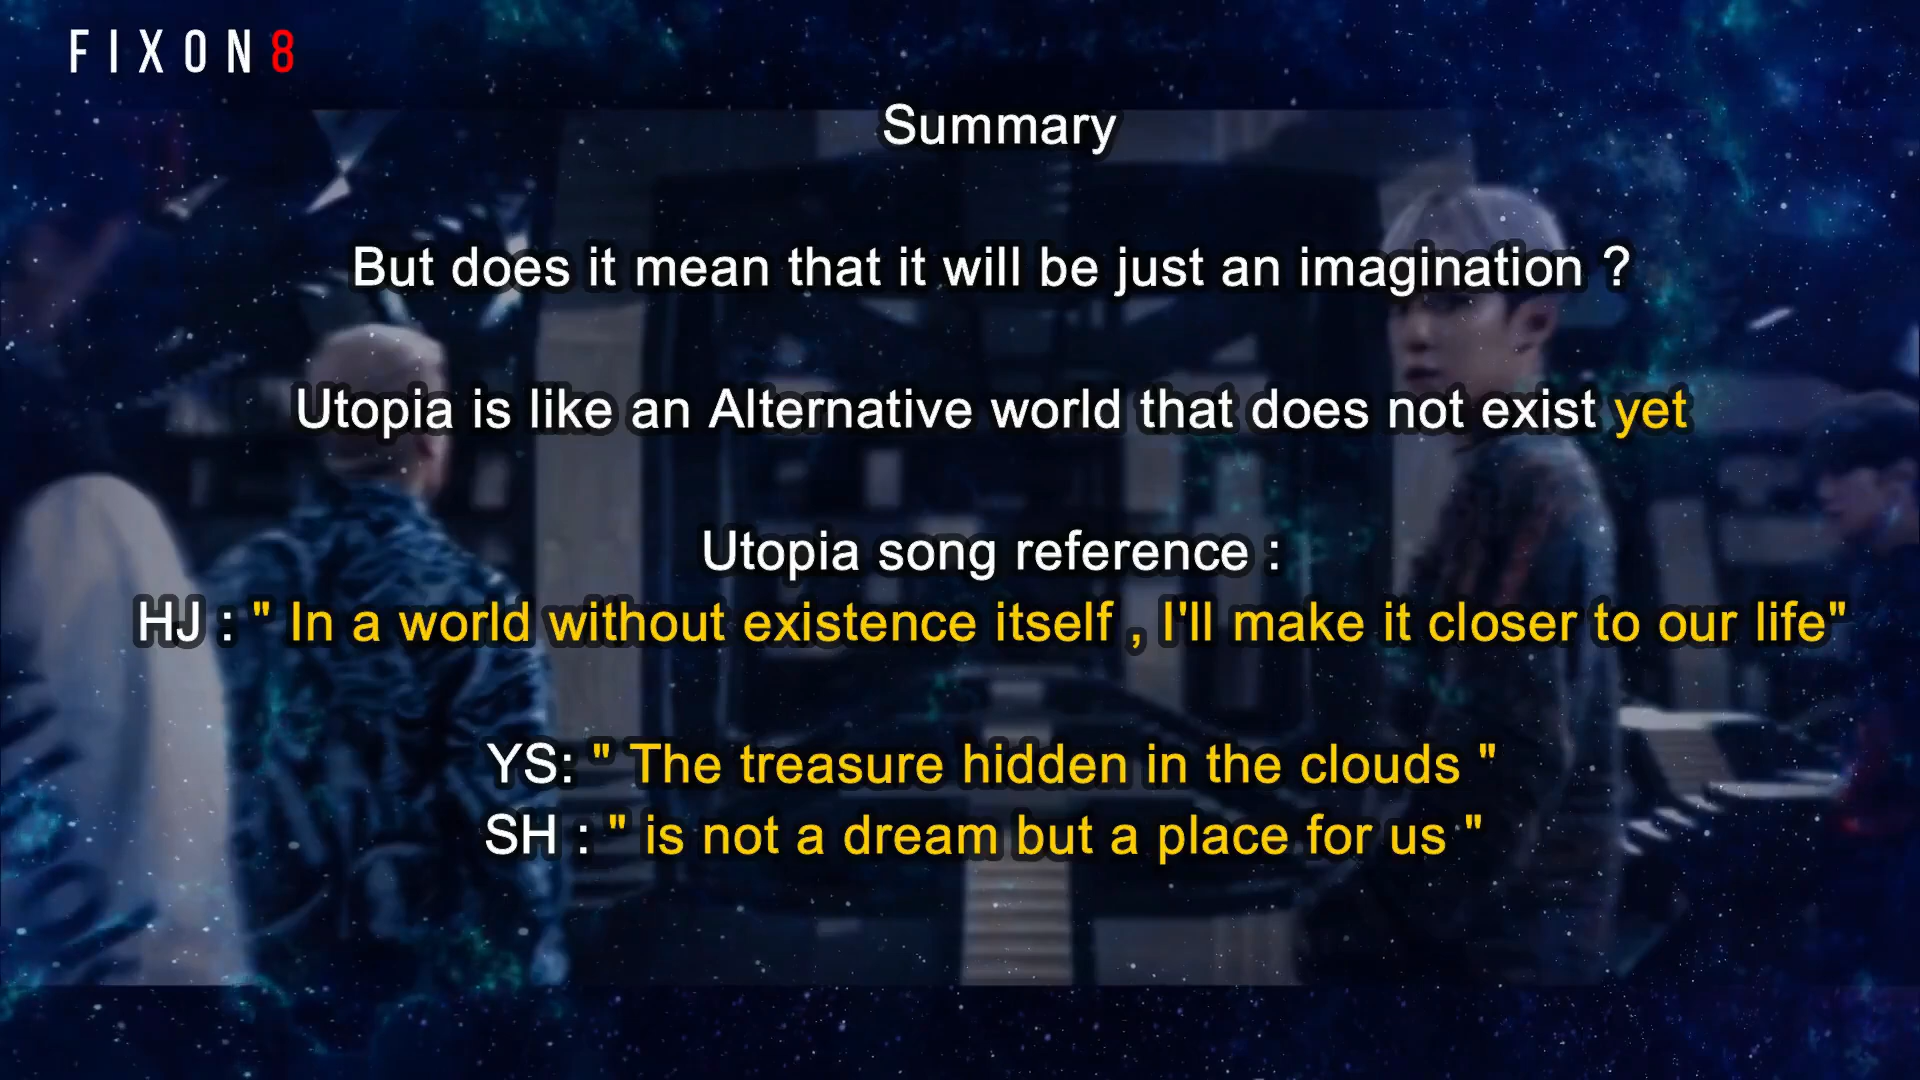 FIXON8
Summary
But does it mean that it will be just an imagination ?
Utopia is like an Alternative world that does not exist yet
Utopia song reference :
HJ : " In a world without existence itself , I'll make it closer to our life"
YS: " The treasure hidden in the clouds "
SH : " is not a dream but a place for us "